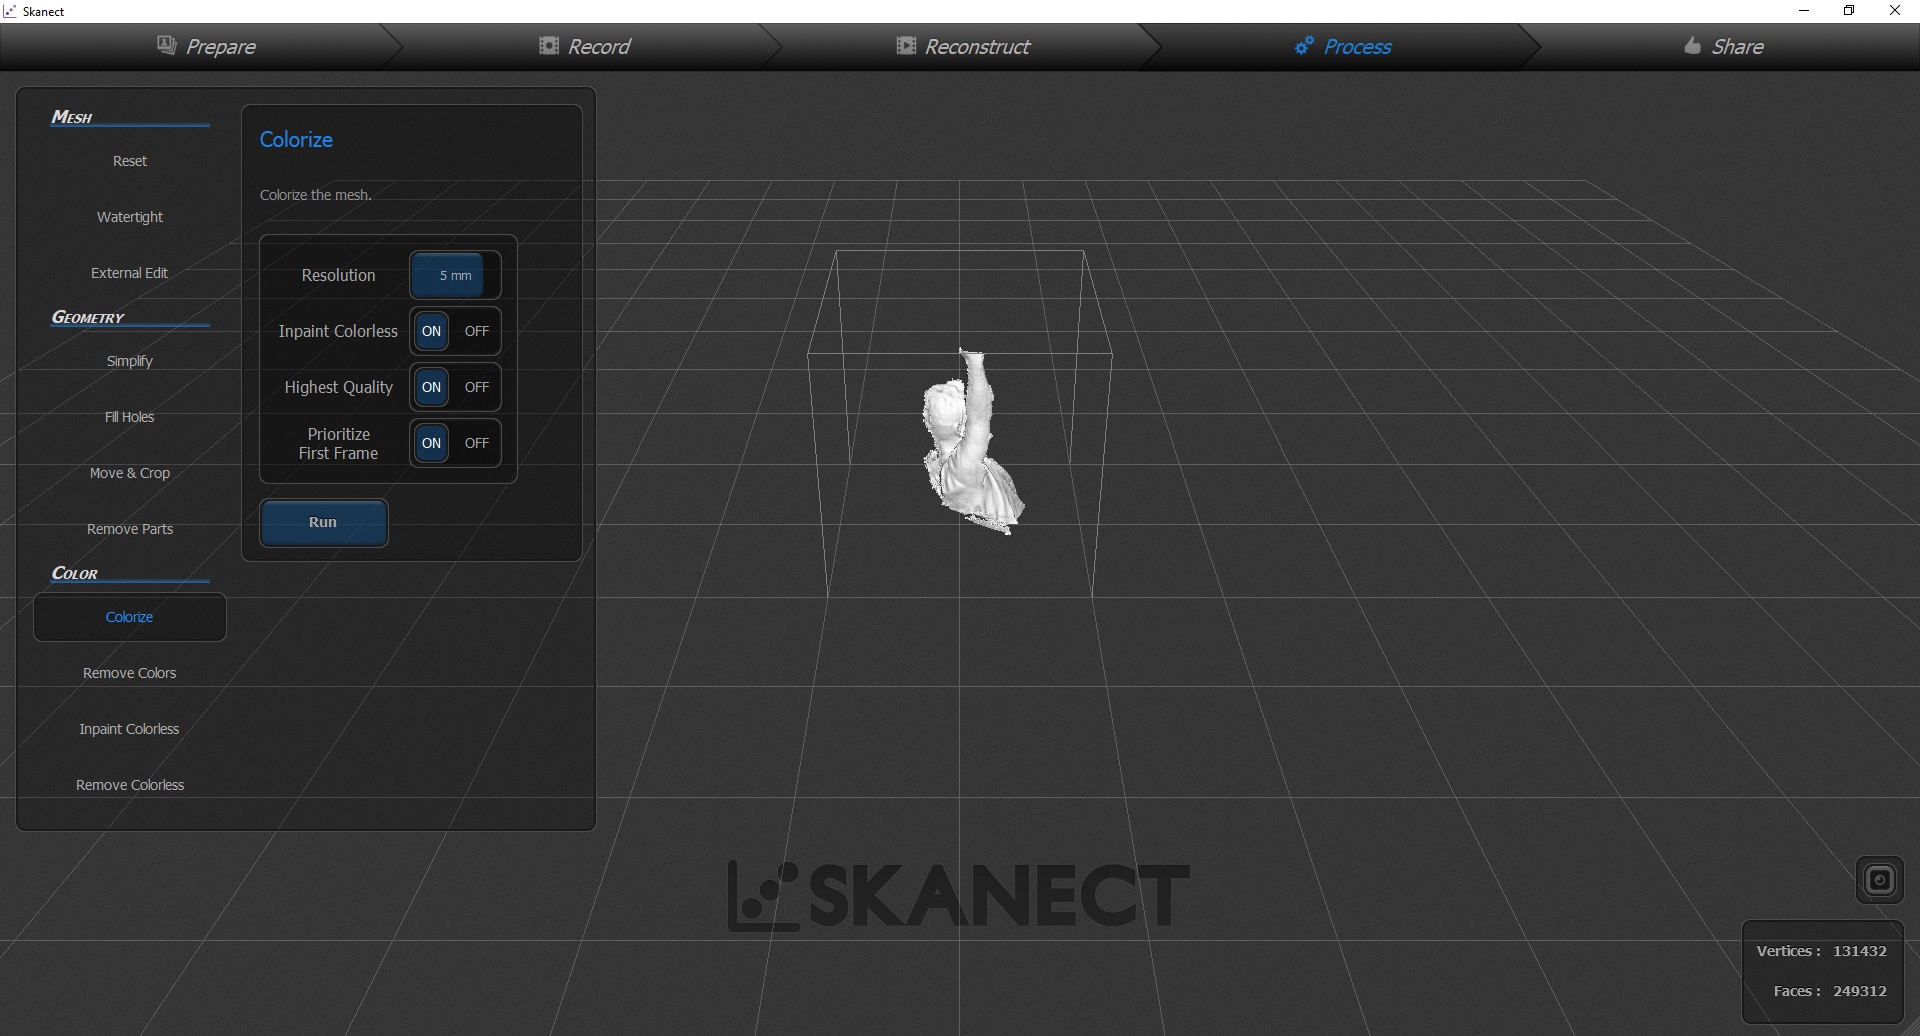 Skanect
Prepare
Record
Reconstruct
Process
Share
MESH
Reset
Watertight
External Edit
GEOMETRY
Simplify
Fill Holes
Move & Crop
Remove Parts
COLOR
Colorize
Remove Colors
Inpaint Colorless
Remove Colorless
Colorize
Colorize the mesh.
Resolution 5 mm
Inpaint Colorless ON OFF
Highest Quality ON OFF
Prioritize
First Frame ON OFF
Run
SKANECT
Vertices : 131432
Faces : 249312